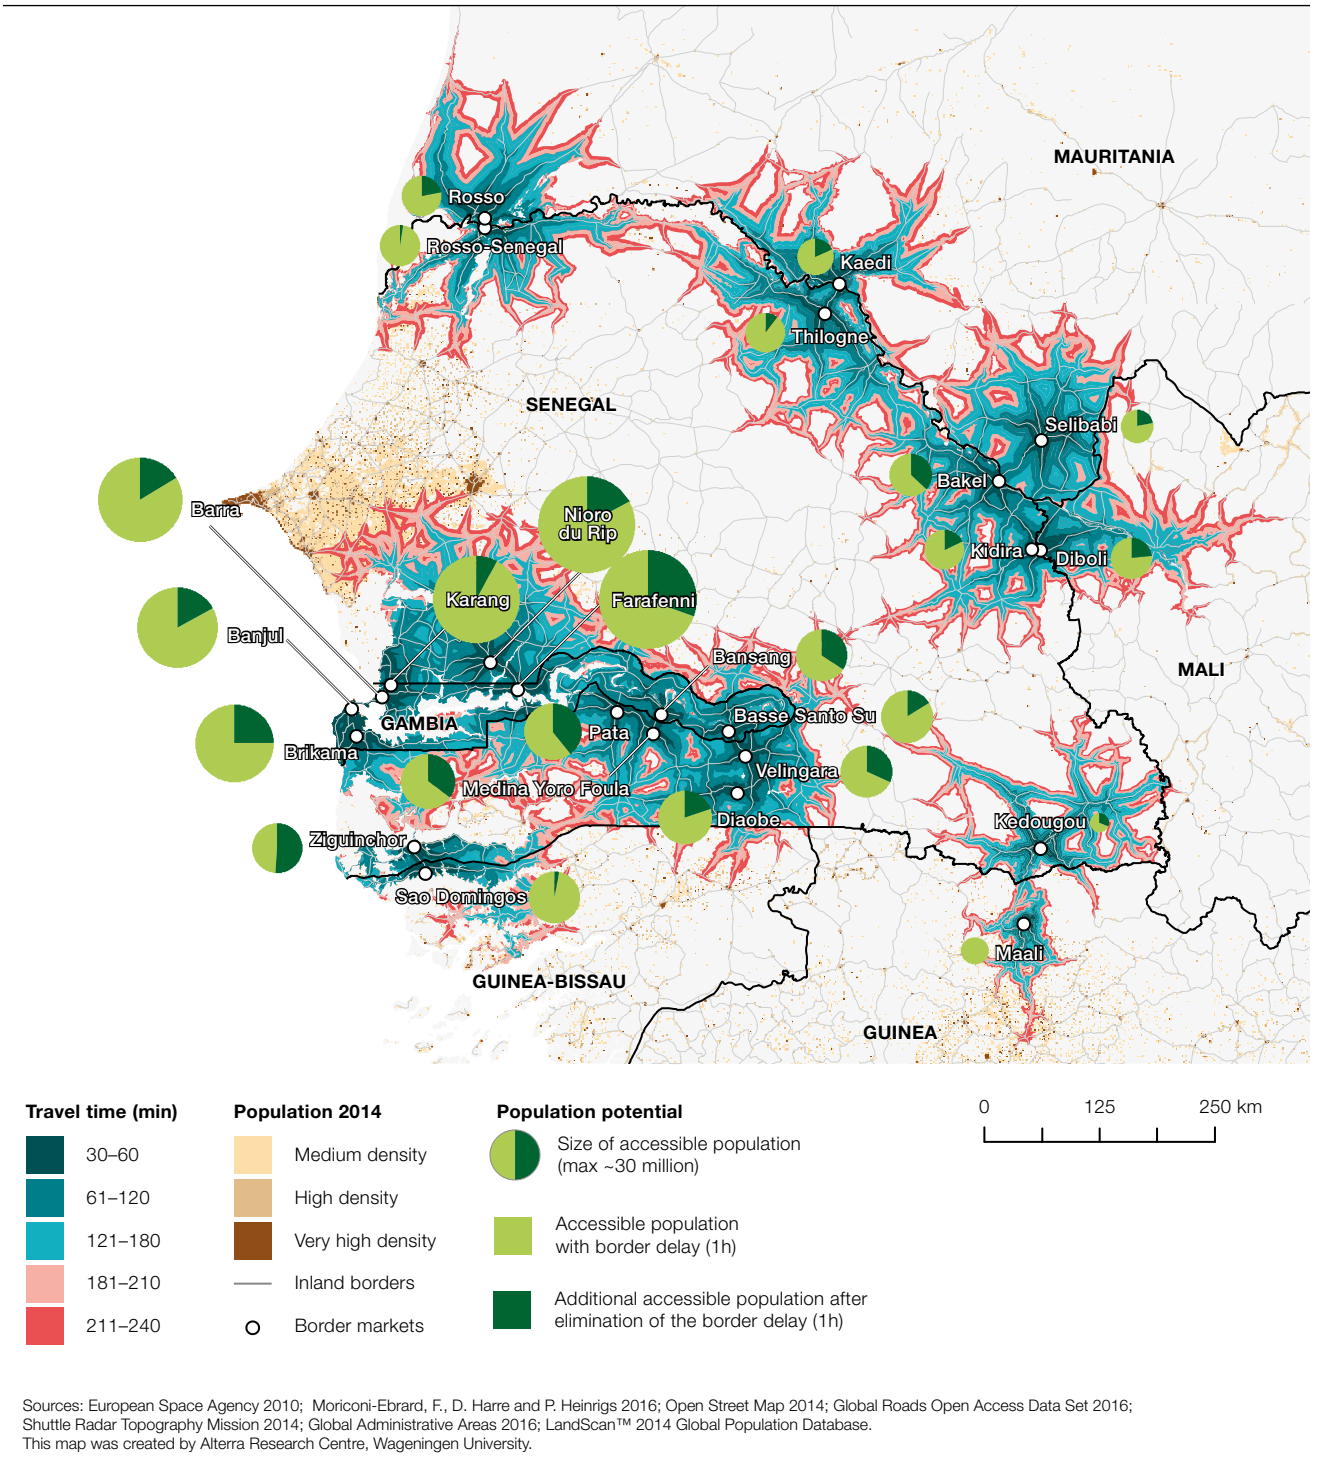 MAURITANIA
Rosso
Rosso-Senegal
Kaedi
Thilogne
SENEGAL
Selibabi
Bakel
Nioro
du Rip
Barra
Kidira
Diboli
Karang
Farafenni
Banjul
Bansang
MALI
Basse Santo Su
GAMBIA
Pata
Brikama
Velingara
Medina Yoro Foula
Diaobe
Kedougou
Ziguinchor
Sao Domingos
Maali
GUINEA-BISSAU
GUINEA
Travel time (min)
30–60
61–120
121–180
181–210
211–240
Population 2014
Medium density
High density
Very high density
Inland borders
Border markets
Population potential
Size of accessible population
(max ~30 million)
Accessible population
with border delay (1h)
Additional accessible population after
elimination of the border delay (1h)
0 125 250 km
Sources: European Space Agency 2010; Moriconi-Ebrard, F., D. Harre and P. Heinrigs 2016; Open Street Map 2014; Global Roads Open Access Data Set 2016;
Shuttle Radar Topography Mission 2014; Global Administrative Areas 2016; LandScan™ 2014 Global Population Database.
This map was created by Alterra Research Centre, Wageningen University.